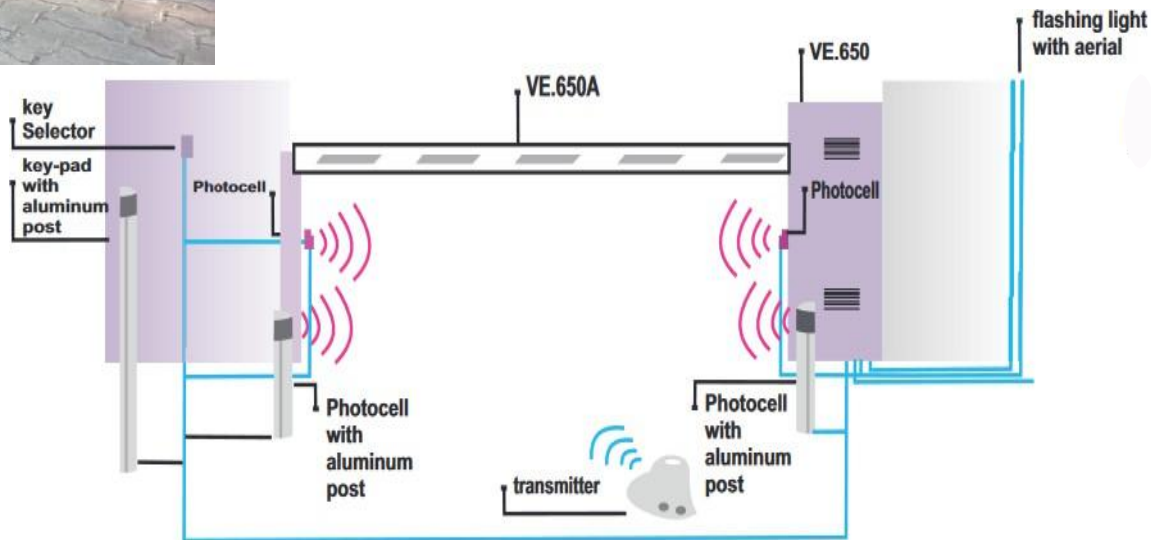 flashing light
with aerial
VE.650
VE.650A
key
Selector
key-pad
with
aluminum
post
Photocell
Photocell
Photocell
with
aluminum
post
Photocell
with
aluminum
post
transmitter